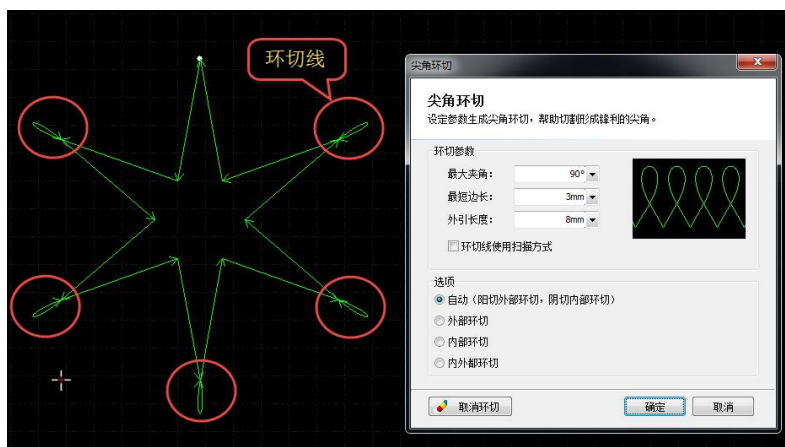 环切线
尖角环切
尖角环切
设定参数生成尖角环切，帮助切割形成锋利的尖角。
环切参数
最大夹角： 90°
最短边长： 3mm
外引长度： 8mm
环切线使用扫描方式
选项
自动（阳切外部环切，阴切内部环切）
外部环切
内部环切
内外都环切
取消环切 确定 取消